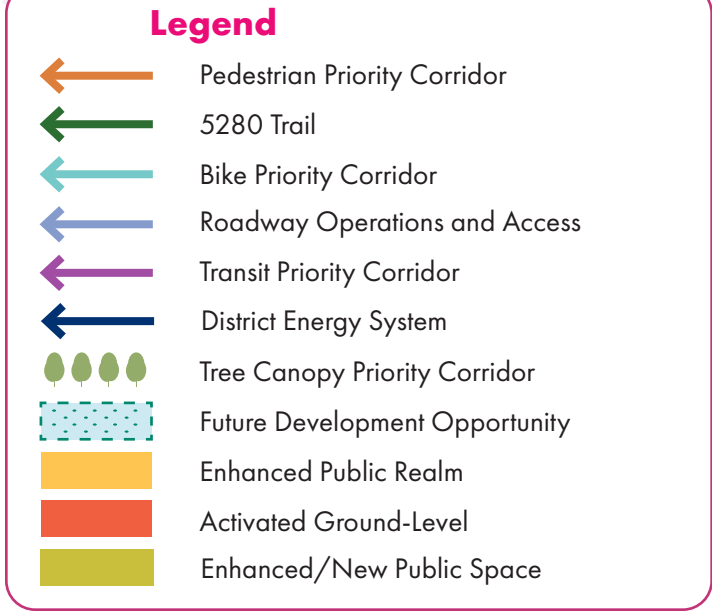 Legend
Pedestrian Priority Corridor
5280 Trail
Bike Priority Corridor
Roadway Operations and Access
Transit Priority Corridor
District Energy System
Tree Canopy Priority Corridor
Future Development Opportunity
Enhanced Public Realm
Activated Ground-Level
Enhanced/New Public Space